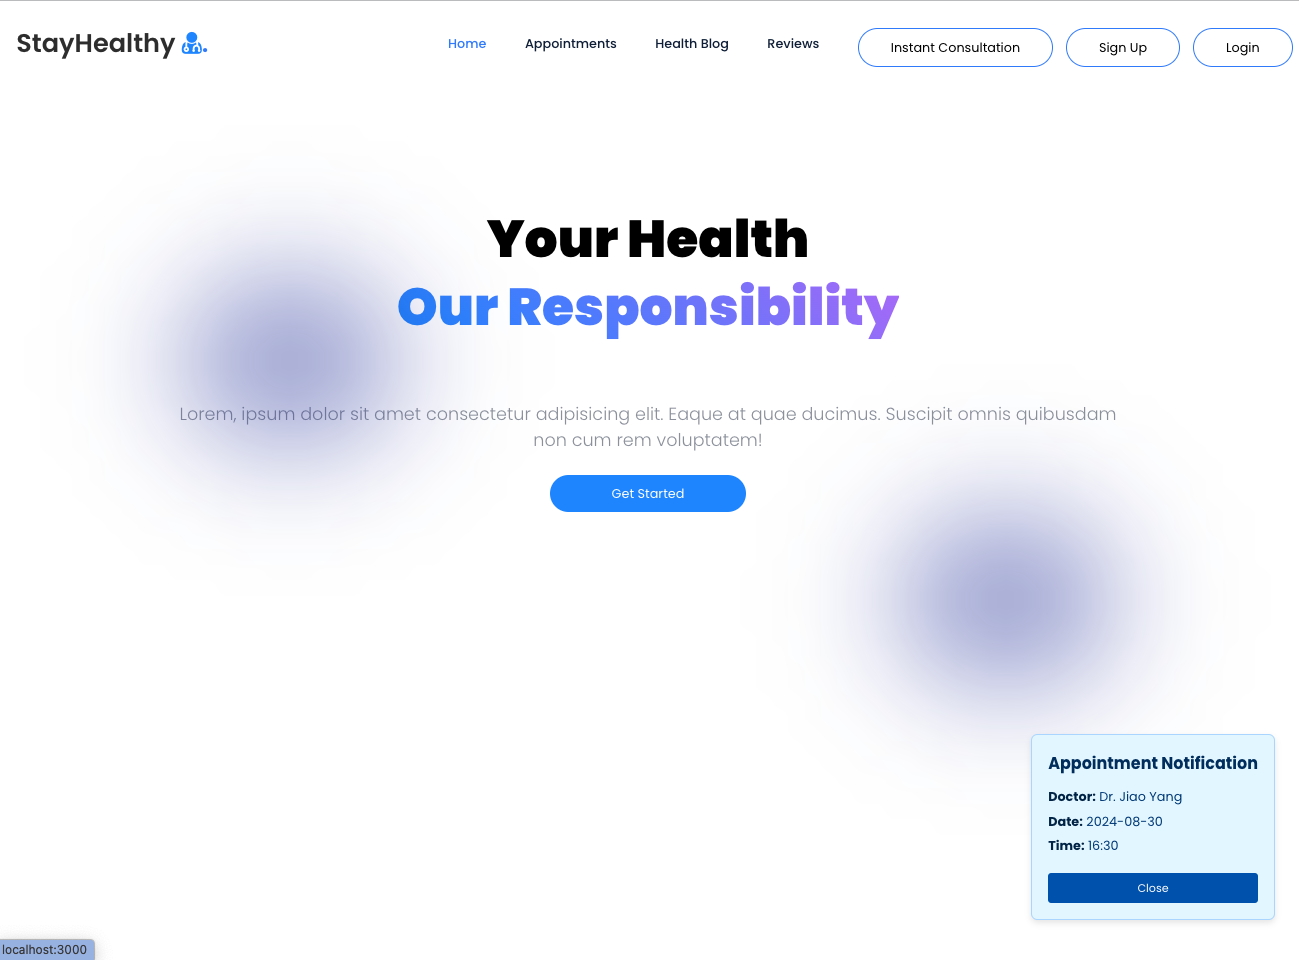 StayHealthy
Home Appointments Health Blog Reviews Instant Consultation Sign Up Login
Your Health
Our Responsibility
Lorem, ipsum dolor sit amet consectetur adipisicing elit. Eaque at quae ducimus. Suscipit omnis quibusdam
non cum rem voluptatem!
Get Started
Appointment Notification
Doctor: Dr. Jiao Yang
Date: 2024-08-30
Time: 16:30
Close
localhost:3000